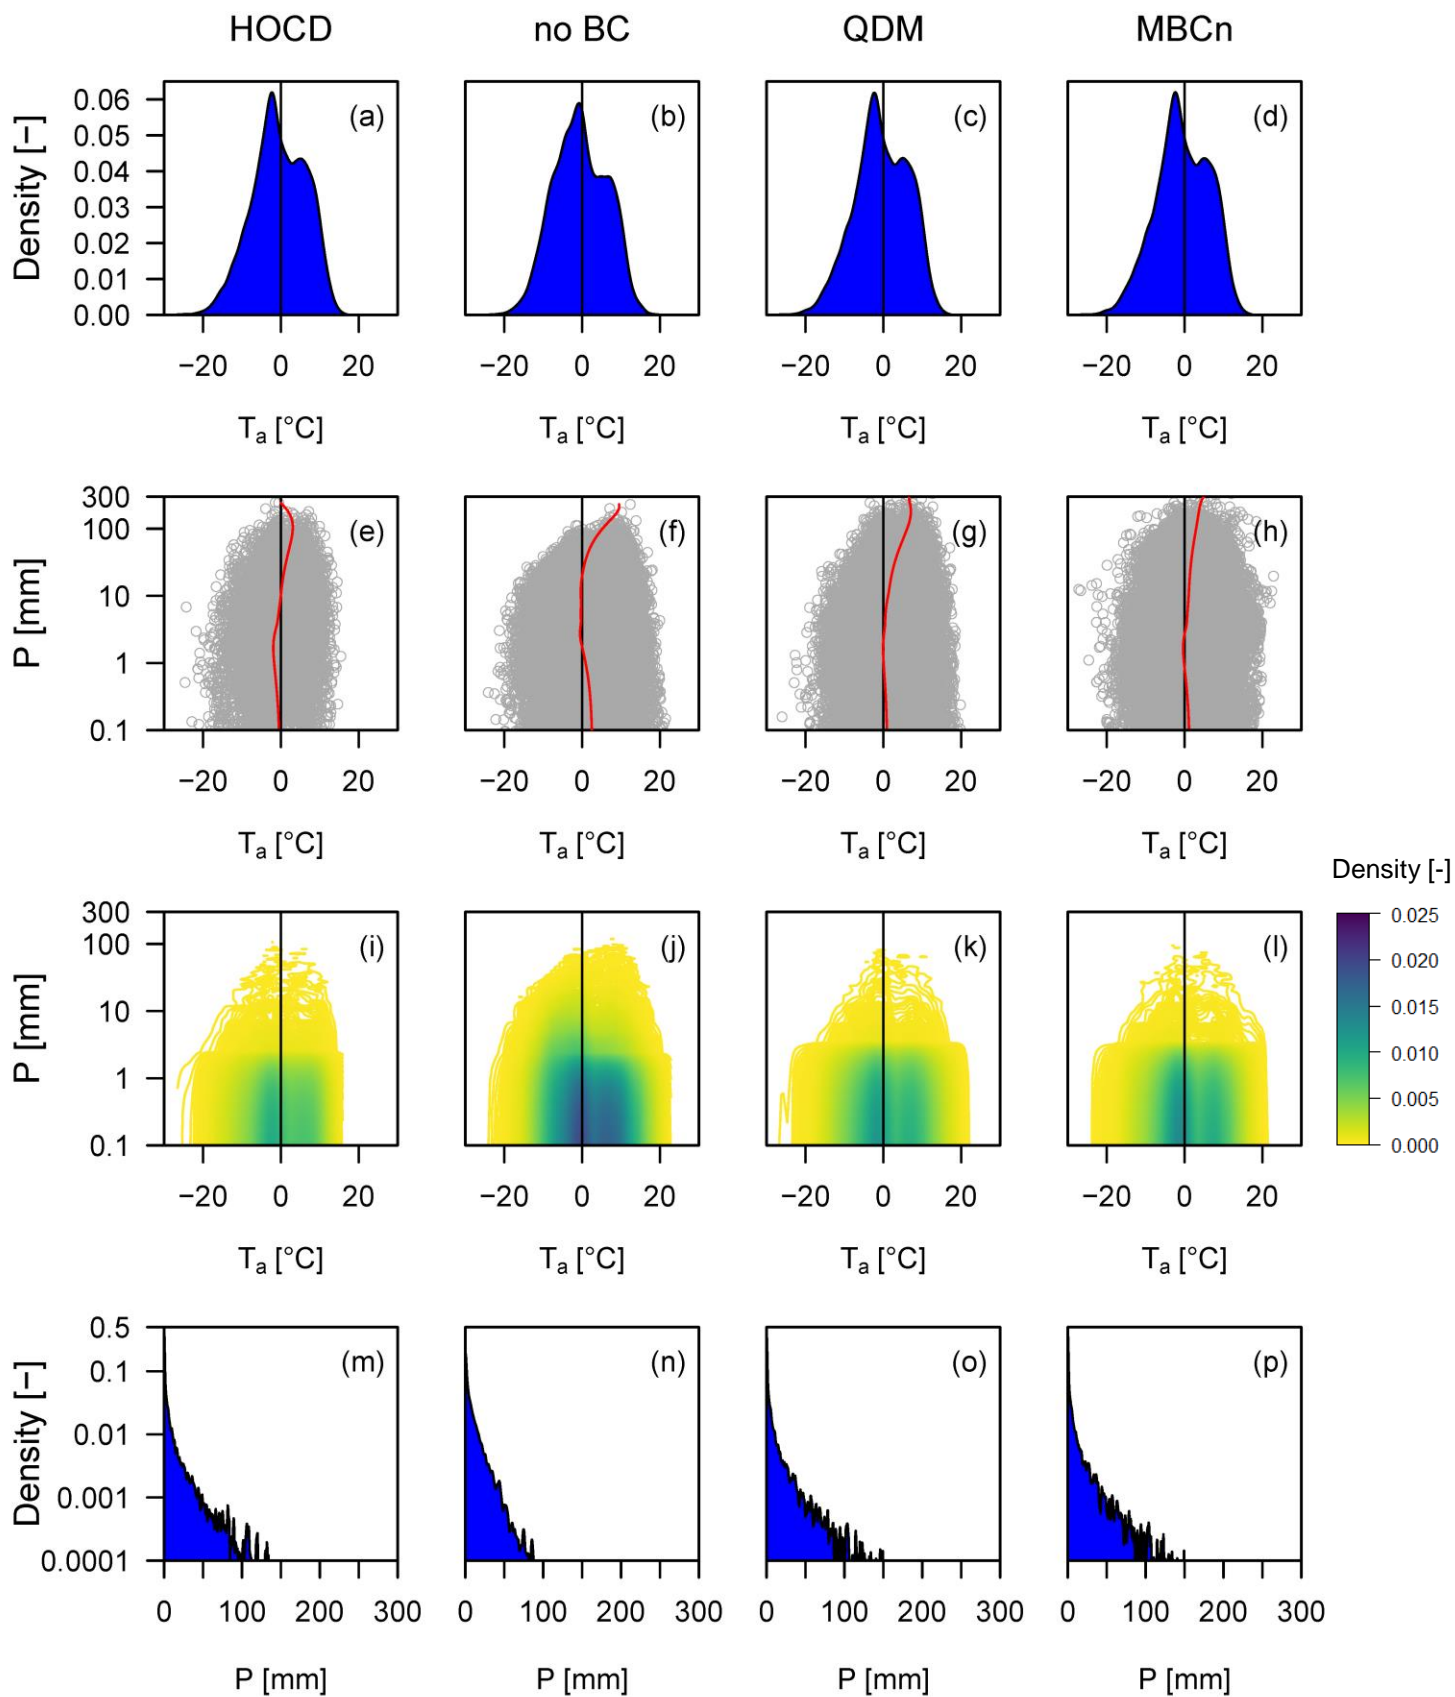 HOCD no BC QDM MBCn
Density [−]
0.06
0.05
0.04
0.03
0.02
0.01
0.00
(a) (b) (c) (d)
−20 0 20 −20 0 20 −20 0 20 −20 0 20
Ta [°C] Ta [°C] Ta [°C] Ta [°C]
P [mm]
300
100
10
1
0.1
(e) (f) (g) (h)
−20 0 20 −20 0 20 −20 0 20 −20 0 20
Ta [°C] Ta [°C] Ta [°C] Ta [°C]
P [mm]
300
100
10
1
0.1
(i) (j) (k) (l)
Density [-]
0.025
0.020
0.015
0.010
0.005
0.000
−20 0 20 −20 0 20 −20 0 20 −20 0 20
Ta [°C] Ta [°C] Ta [°C] Ta [°C]
Density [−]
0.5
0.1
0.01
0.001
0.0001
(m) (n) (o) (p)
0 100 200 300 0 100 200 300 0 100 200 300 0 100 200 300
P [mm] P [mm] P [mm] P [mm]